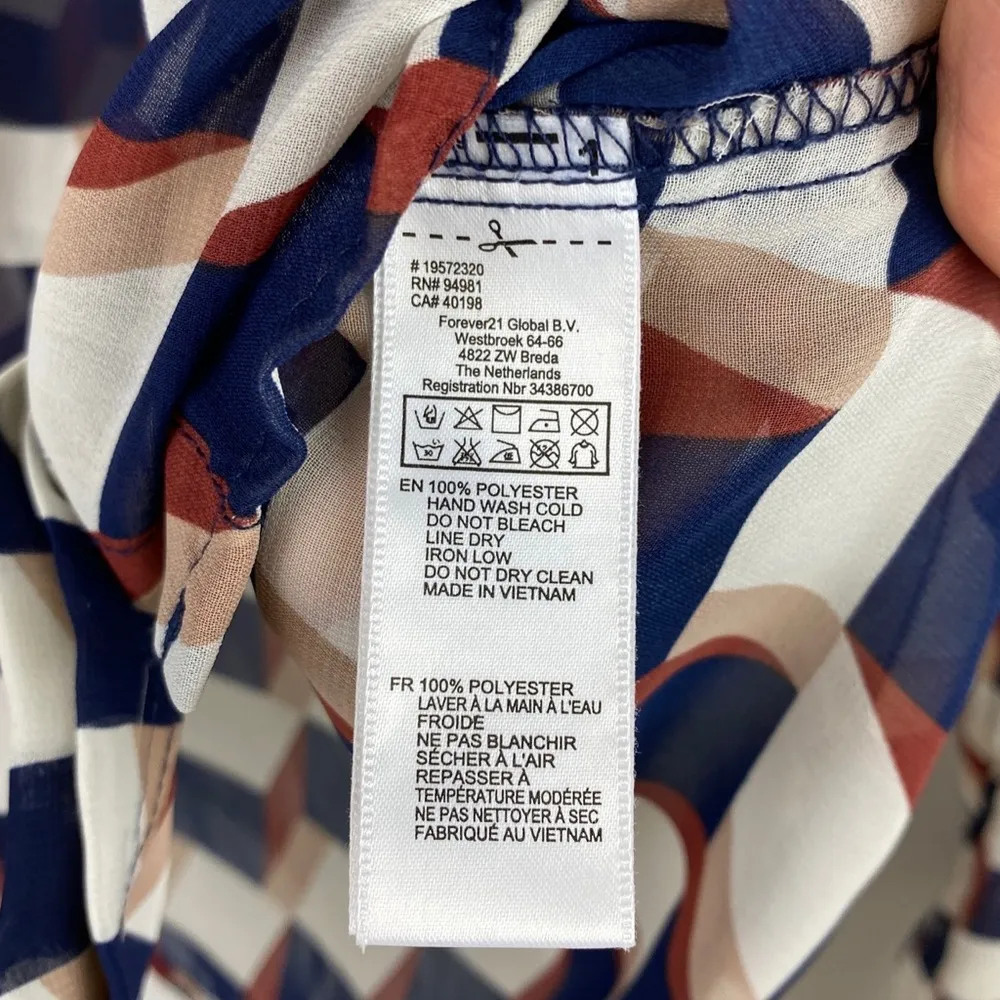 # 19572320
RN# 94981
CA# 40198
Forever21 Global B.V.
Westbroek 64-66
4822 ZW Breda
The Netherlands
Registration Nbr 34386700
EN 100% POLYESTER
HAND WASH COLD
DO NOT BLEACH
LINE DRY
IRON LOW
DO NOT DRY CLEAN
MADE IN VIETNAM
FR 100% POLYESTER
LAVER À LA MAIN À L'EAU
FROIDE
NE PAS BLANCHIR
SÉCHER À L'AIR
REPASSER À
TEMPÉRATURE MODÉRÉE
NE PAS NETTOYER À SEC
FABRIQUÉ AU VIETNAM